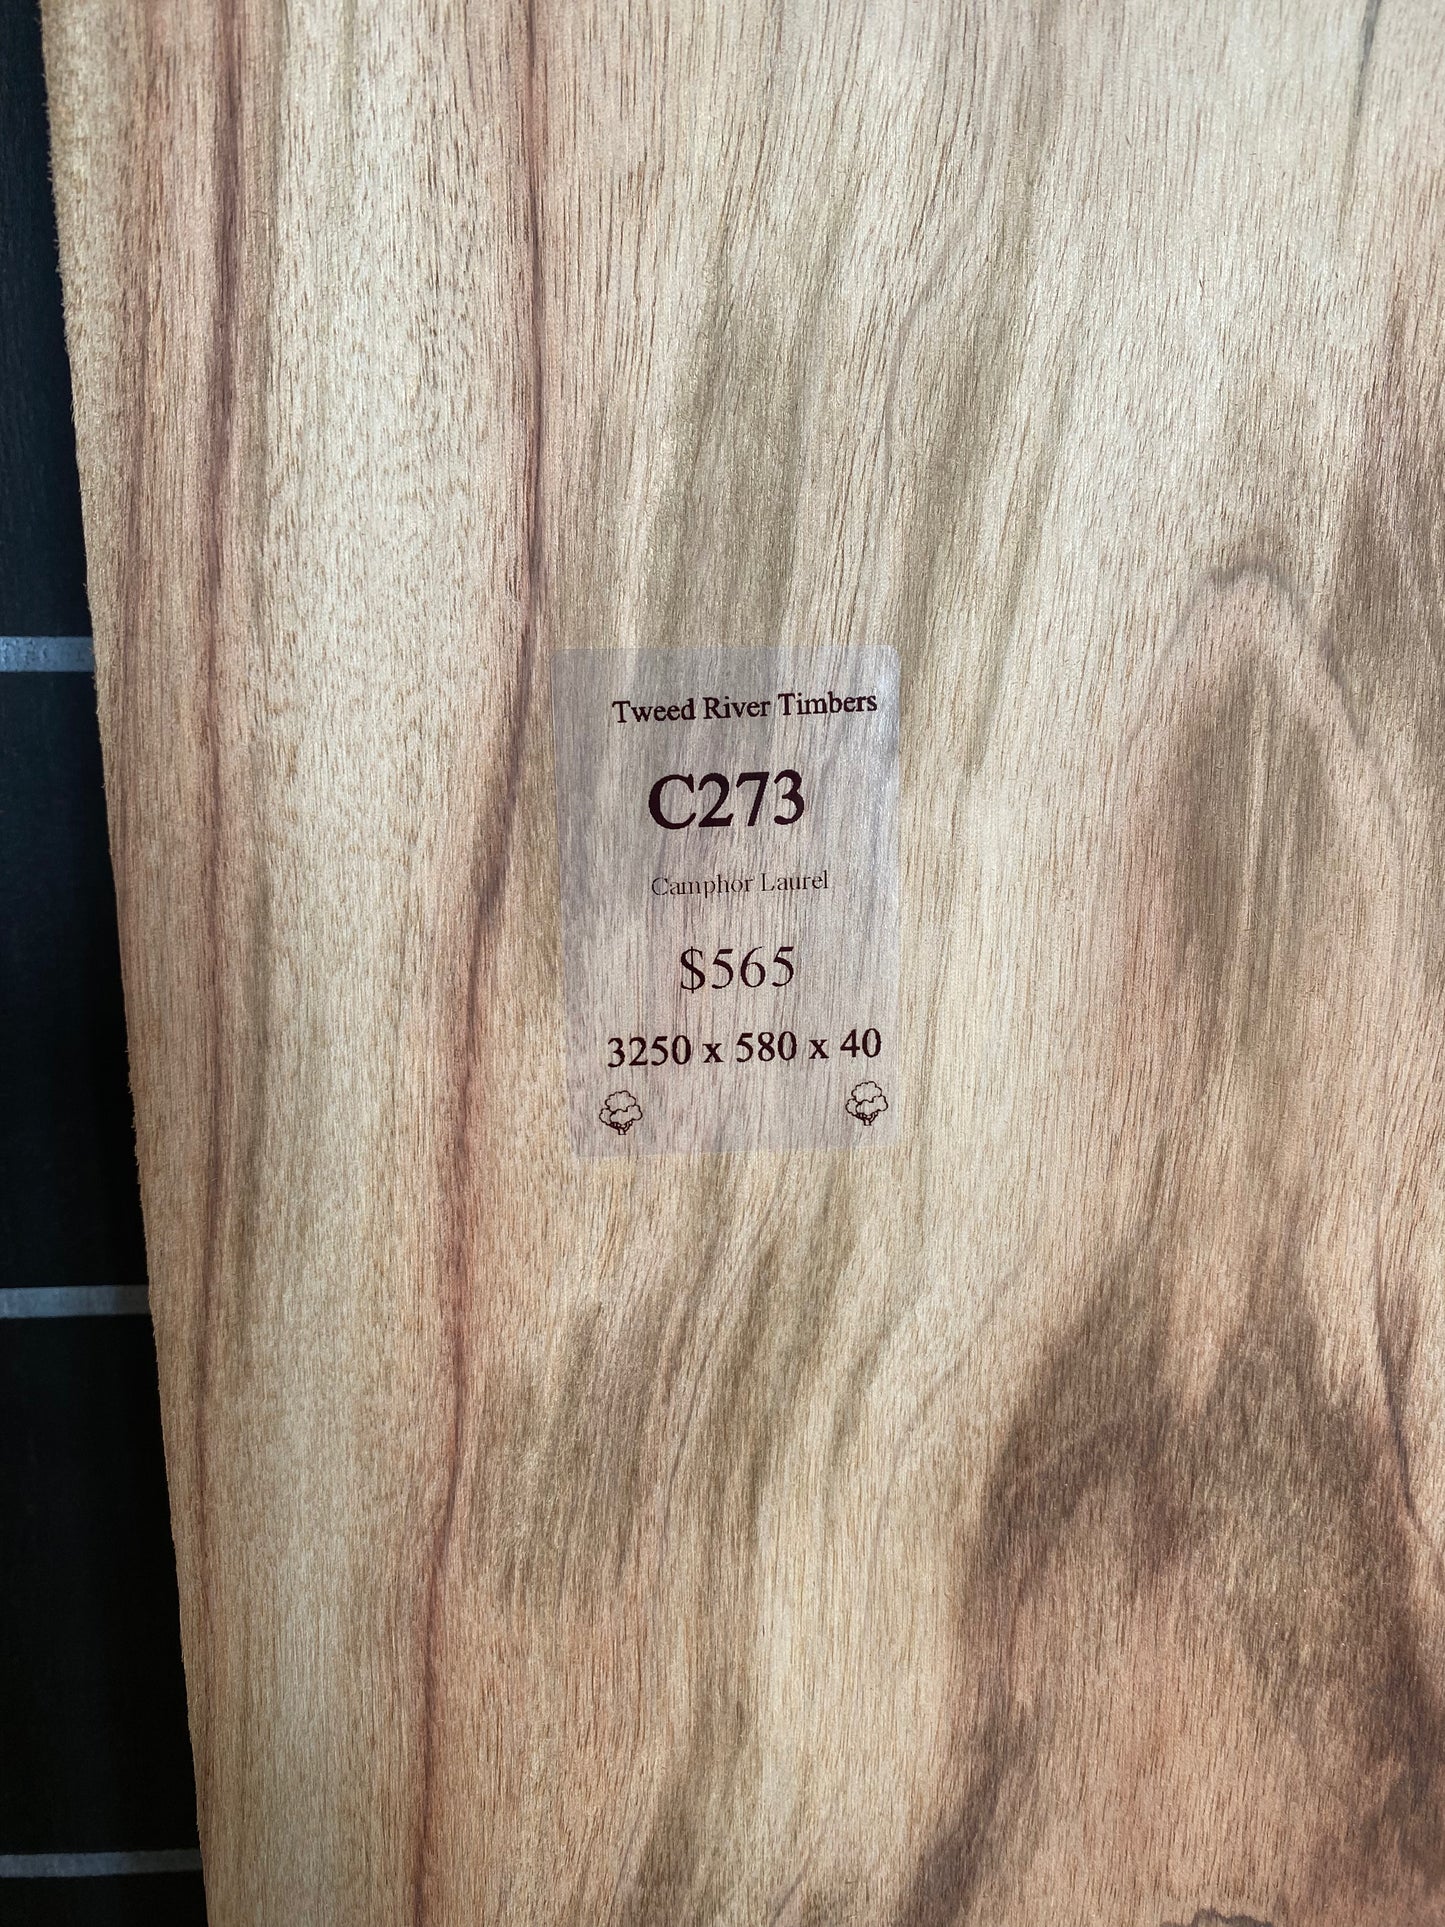 Tweed River Timbers
C273
Camphor Laurel
$565
3250 x 580 x 40